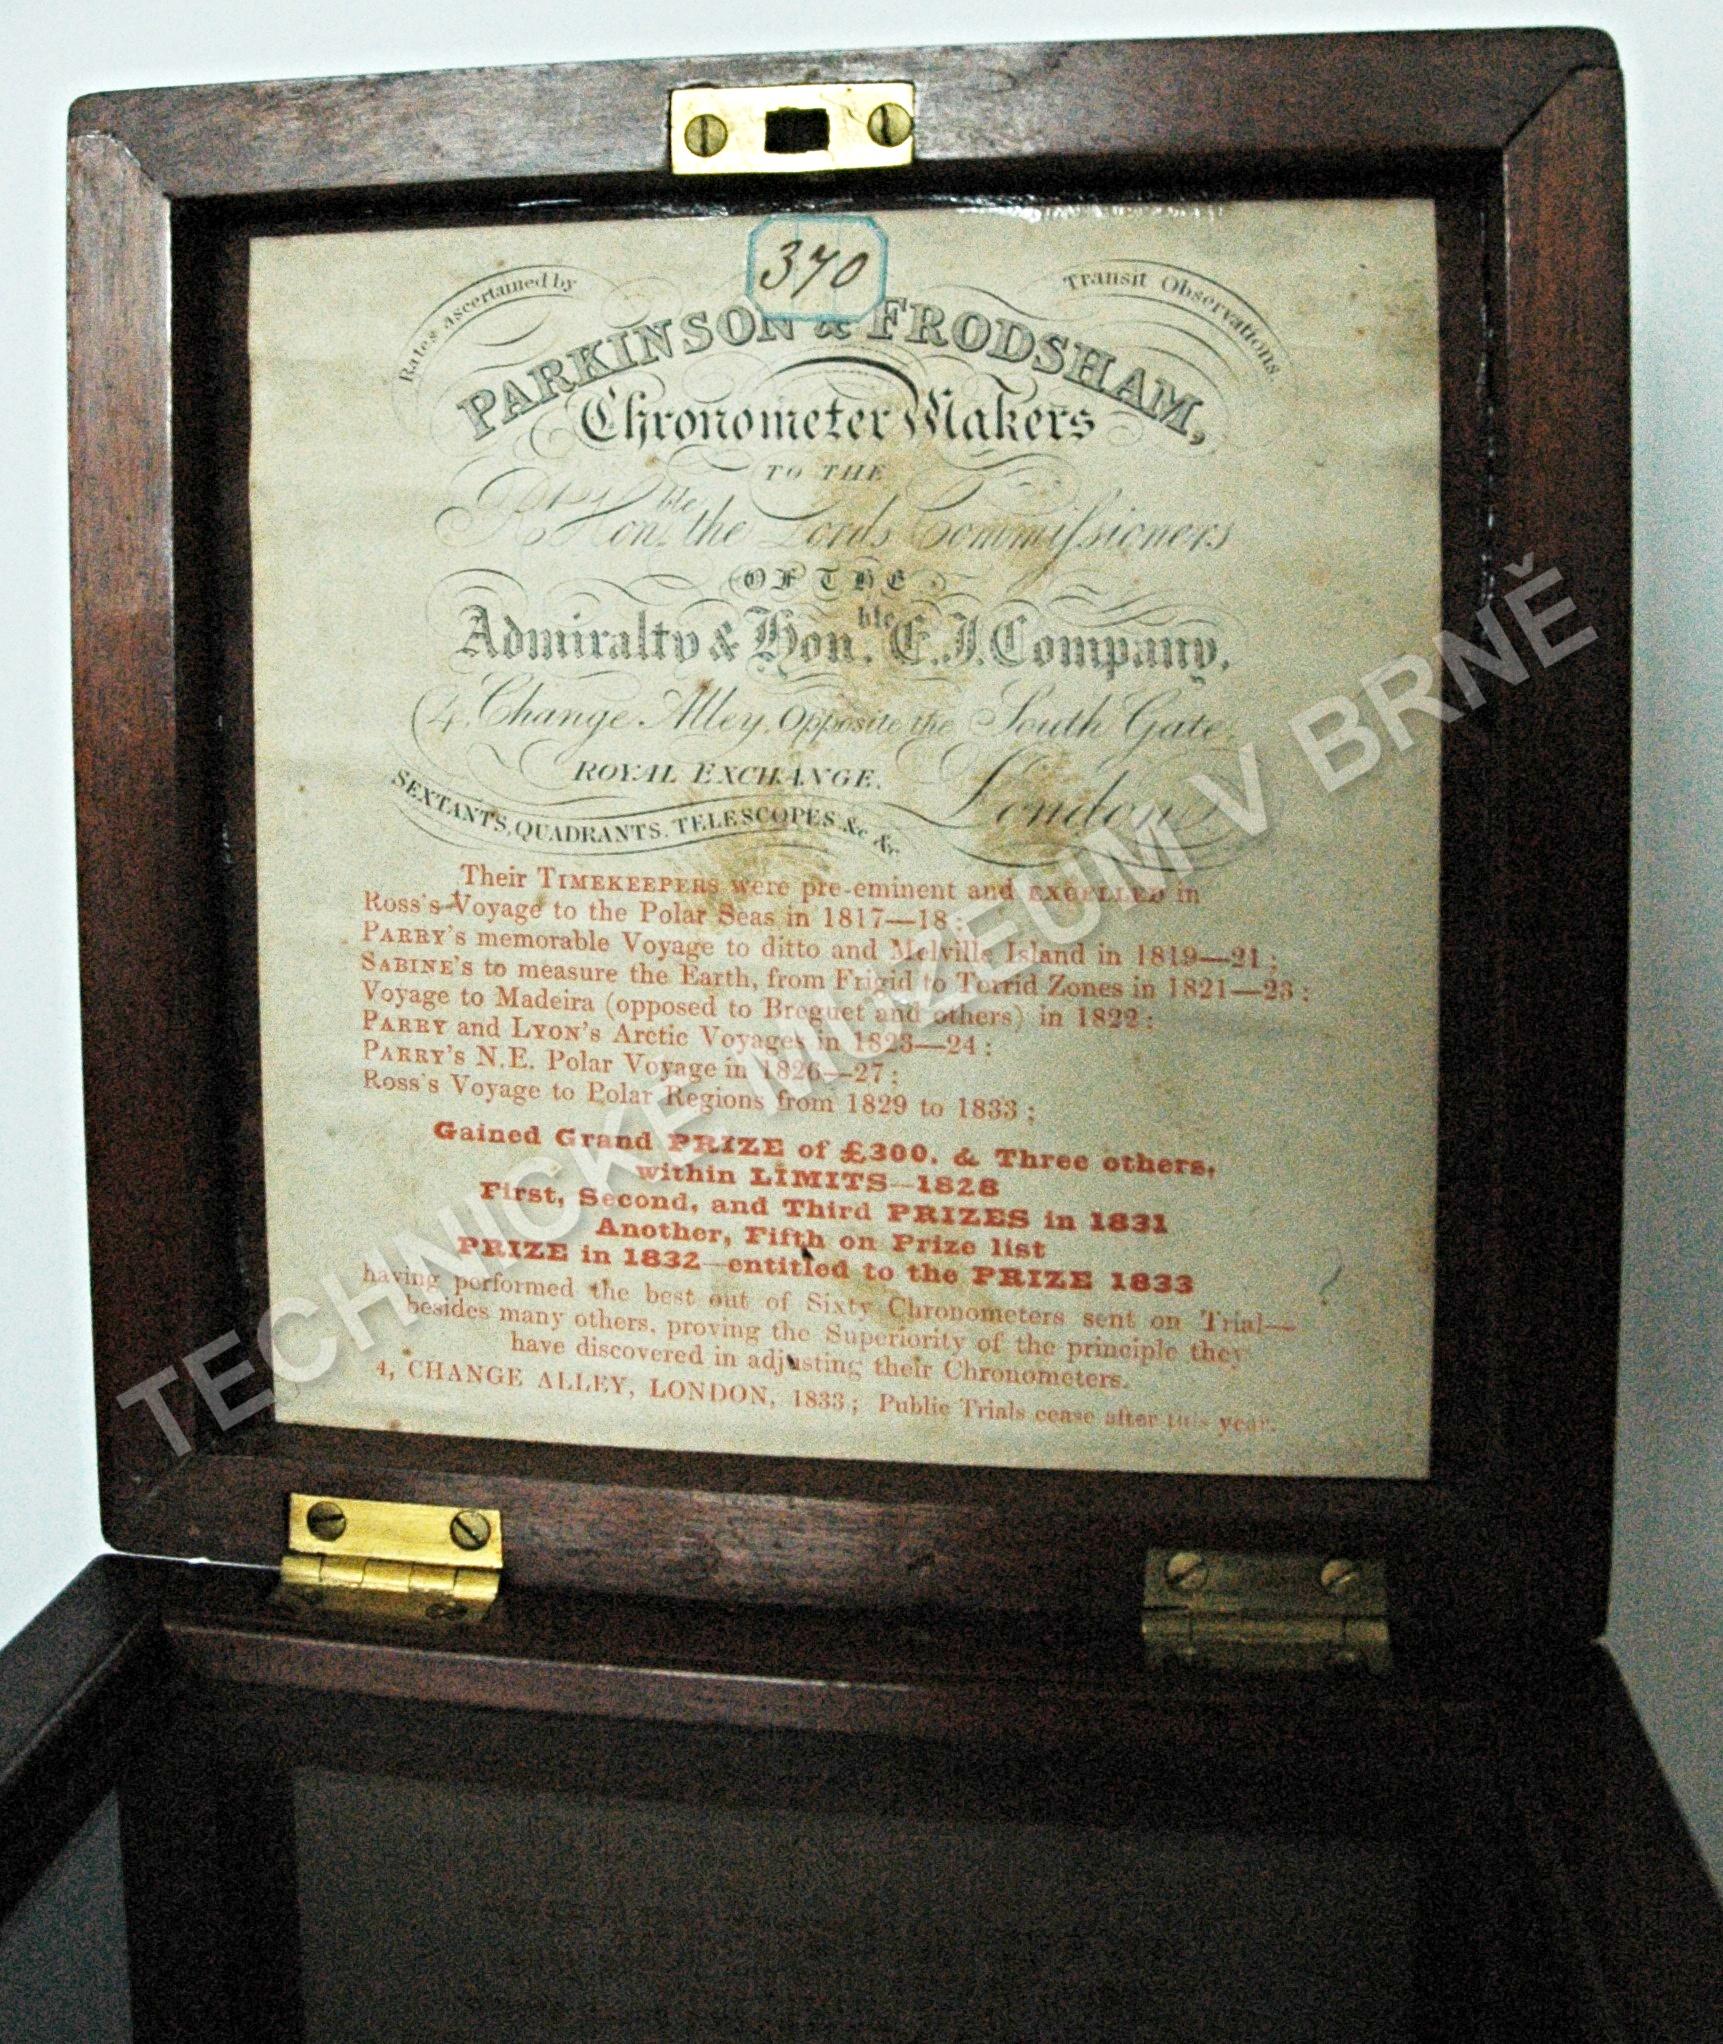 370
Rates ascertained by
Transit Observations.
PARKINSON & FRODSHAM,
Chronometer Makers
TO THE
Rt. Honble. the Lords Commissioners
OF THE
Admiralty & Honble. E.I. Company,
4, Change Alley, Opposite the South Gate,
ROYAL EXCHANGE,
London
SEXTANTS, QUADRANTS, TELESCOPES, &c &c
Their TIMEKEEPERS were pre-eminent and EXCELLED in
Ross's Voyage to the Polar Seas in 1817—18;
PARRY'S memorable Voyage to ditto and Melville Island in 1819—21;
SABINE'S to measure the Earth, from Frigid to Torrid Zones in 1821—23;
Voyage to Madeira (opposed to Breguet and others) in 1822;
PARRY and LYON'S Arctic Voyages in 1823—24;
PARRY'S N.E. Polar Voyage in 1826—27;
Ross's Voyage to Polar Regions from 1829 to 1833;
Gained Grand PRIZE of £300, & Three others,
within LIMITS—1828
First, Second, and Third PRIZES in 1831
Another, Fifth on Prize list
PRIZE in 1832—entitled to the PRIZE 1833
having performed the best out of Sixty Chronometers sent on Trial—
besides many others, proving the Superiority of the principle they
have discovered in adjusting their Chronometers.
4, CHANGE ALLEY, LONDON, 1833; Public Trials cease after this year.
TECHNICKÉ MUZEUM V BRNĚ